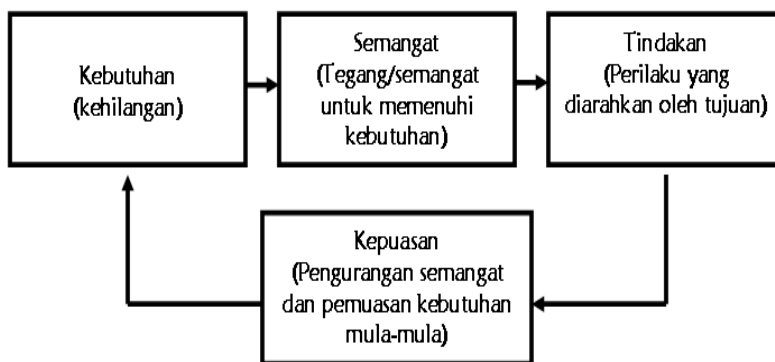 Kebutuhan
(kehilangan)
Semangat
(Tegang/semangat
untuk memenuhi
kebutuhan)
Tindakan
(Perilaku yang
diarahkan oleh tujuan)
Kepuasan
(Pengurangan semangat
dan pemuasan kebutuhan
mula-mula)